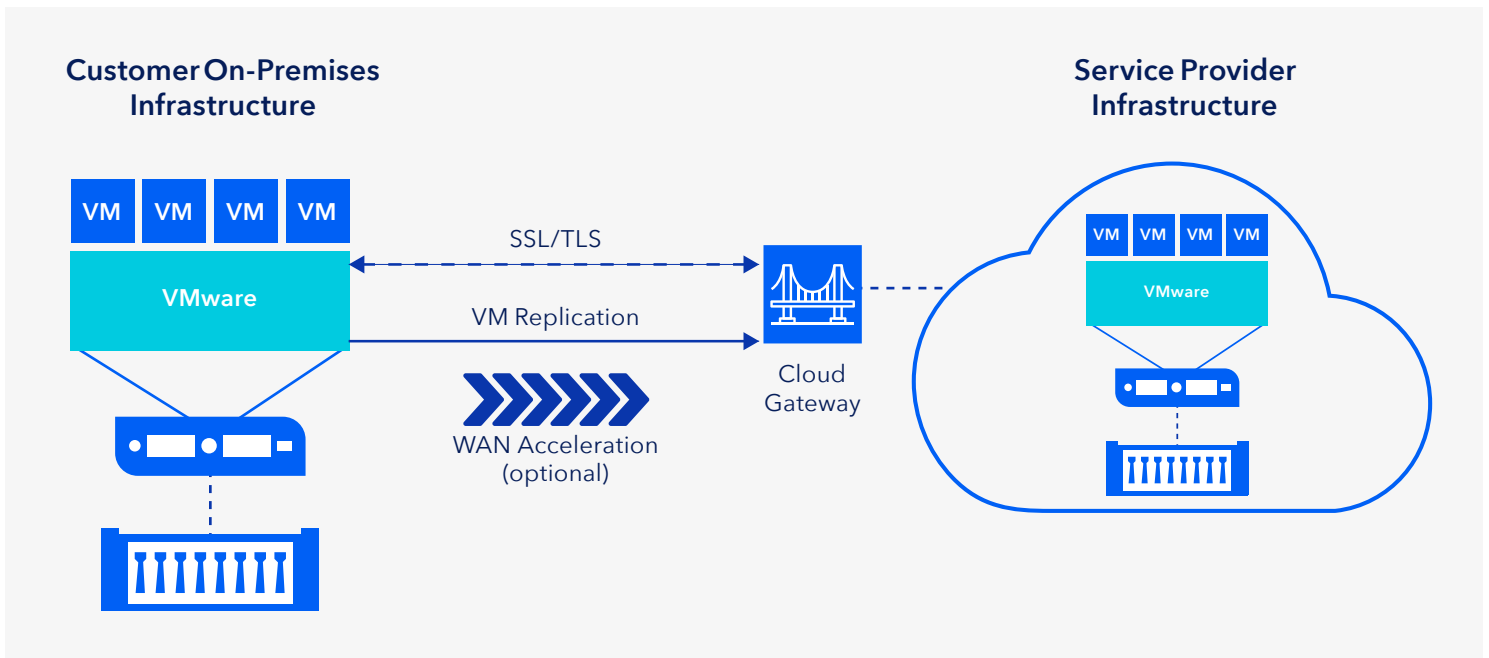 Customer On-Premises
Infrastructure
Service Provider
Infrastructure
VM VM VM VM
VMware
SSL/TLS
VM Replication
WAN Acceleration
(optional)
Cloud
Gateway
VM VM VM VM
VMware